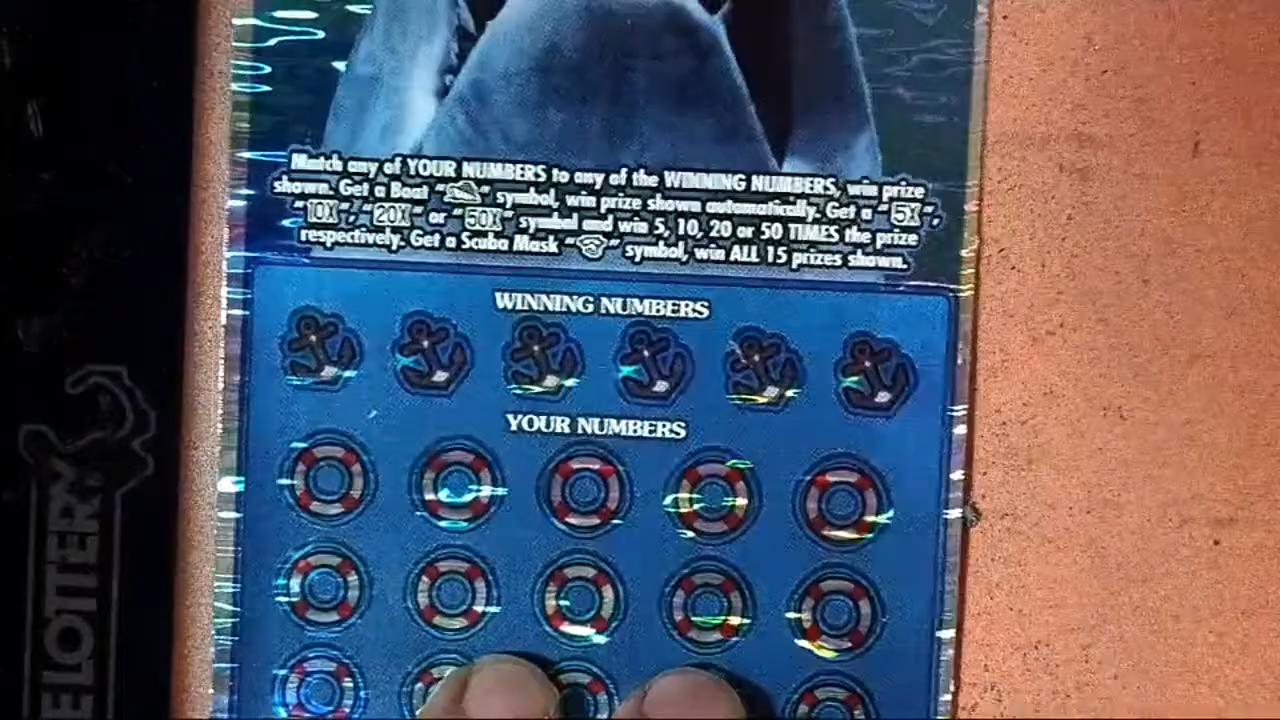 Match any of YOUR NUMBERS to any of the WINNING NUMBERS, win prize
shown. Get a Boat “ ” symbol, win prize shown automatically. Get a “5X”,
“10X”, “20X” or “50X” symbol and win 5, 10, 20 or 50 TIMES the prize
respectively. Get a Scuba Mask “ ” symbol, win ALL 15 prizes shown.
WINNING NUMBERS
YOUR NUMBERS
E LOTTERY